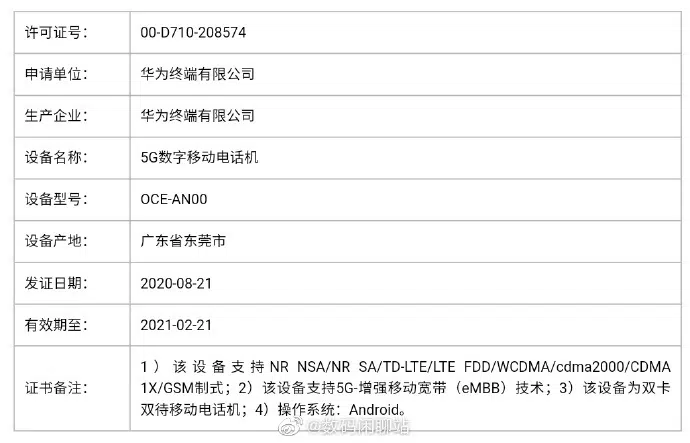 许可证号： 00-D710-208574
申请单位： 华为终端有限公司
生产企业： 华为终端有限公司
设备名称： 5G数字移动电话机
设备型号： OCE-AN00
设备产地： 广东省东莞市
发证日期： 2020-08-21
有效期至： 2021-02-21
1）该设备支持NR NSA/NR SA/TD-LTE/LTE FDD/WCDMA/cdma2000/CDMA
证书备注： 1X/GSM制式；2）该设备支持5G-增强移动宽带（eMBB）技术；3）该设备为双卡
双待移动电话机；4）操作系统：Android。
@数码闲聊站